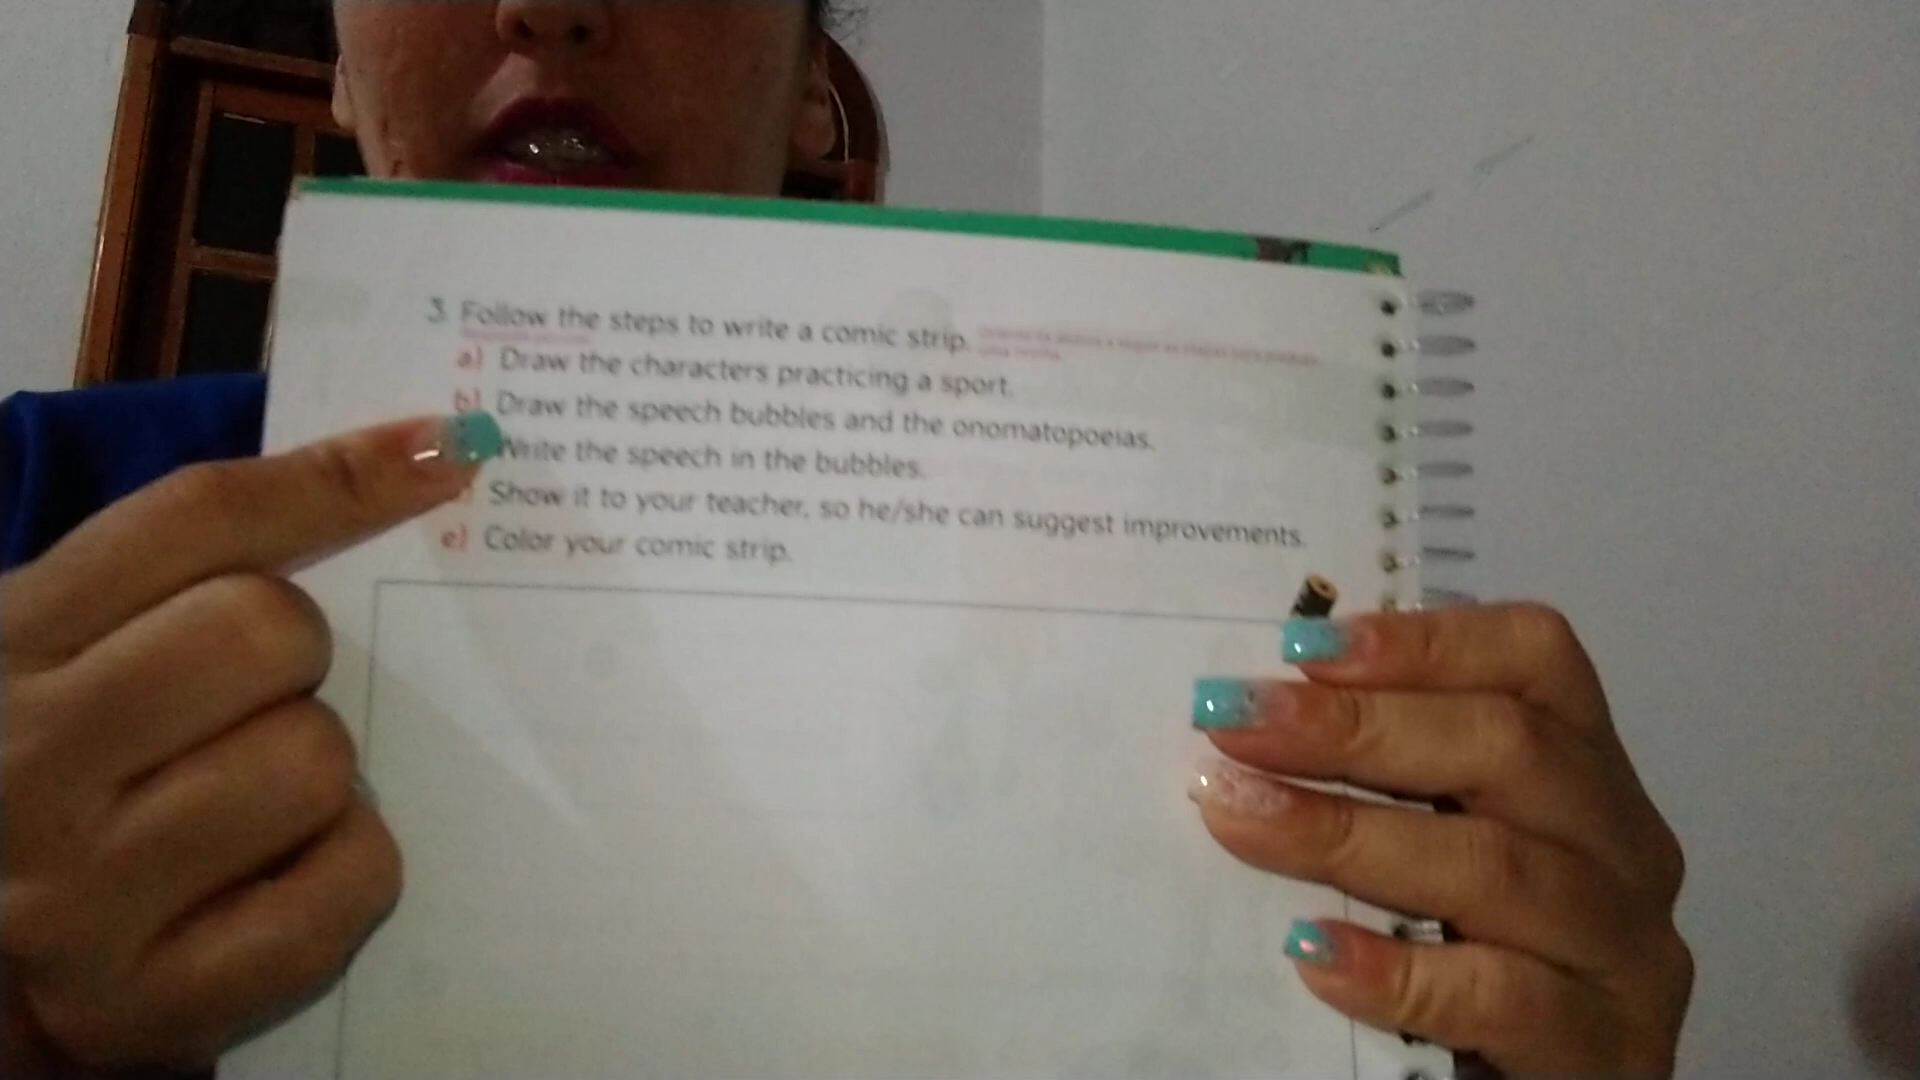 3 Follow the steps to write a comic strip.
a) Draw the characters practicing a sport.
b) Draw the speech bubbles and the onomatopoeias.
Write the speech in the bubbles.
Show it to your teacher, so he/she can suggest improvements.
e) Color your comic strip.